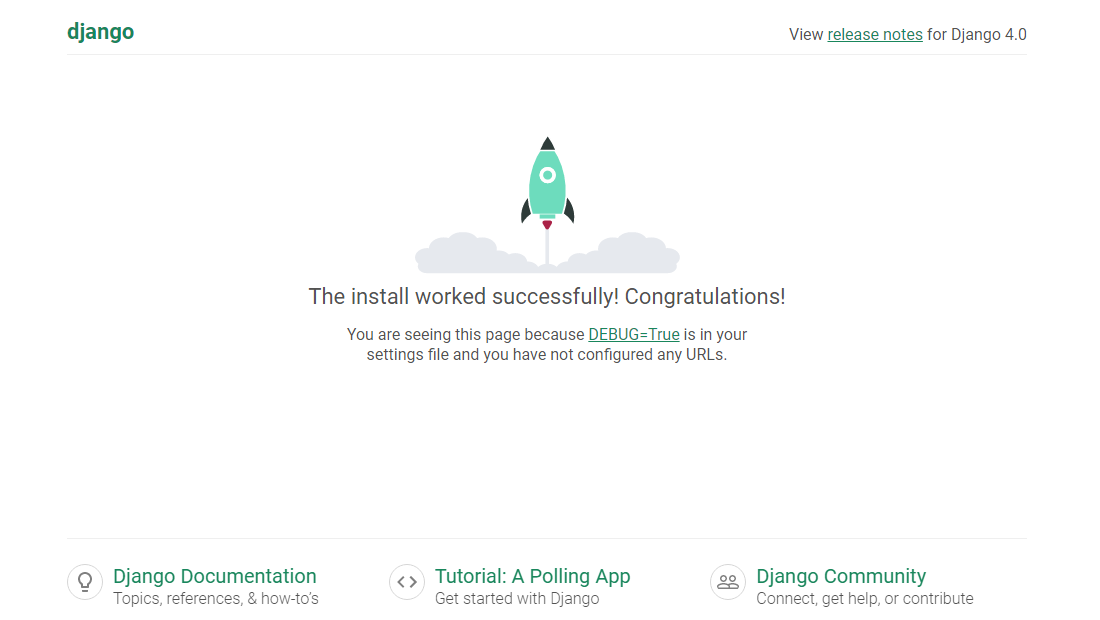 django
View release notes for Django 4.0
The install worked successfully! Congratulations!
You are seeing this page because DEBUG=True is in your
settings file and you have not configured any URLs.
Django Documentation
Topics, references, & how-to’s
Tutorial: A Polling App
Get started with Django
Django Community
Connect, get help, or contribute